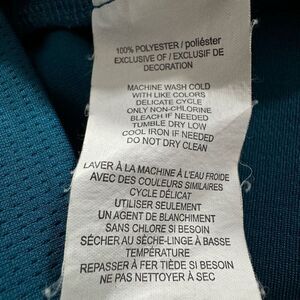 100% POLYESTER / poliéster
EXCLUSIVE OF / EXCLUSIF DE
DECORATION
MACHINE WASH COLD
WITH LIKE COLORS
DELICATE CYCLE
ONLY NON-CHLORINE
BLEACH IF NEEDED
TUMBLE DRY LOW
COOL IRON IF NEEDED
DO NOT DRY CLEAN
LAVER À LA MACHINE À L'EAU FROIDE
AVEC DES COULEURS SIMILAIRES
CYCLE DÉLICAT
UTILISER SEULEMENT
UN AGENT DE BLANCHIMENT
SANS CHLORE SI BESOIN
SÉCHER AU SÈCHE-LINGE À BASSE
TEMPÉRATURE
REPASSER À FER TIÈDE SI BESOIN
NE PAS NETTOYER À SEC